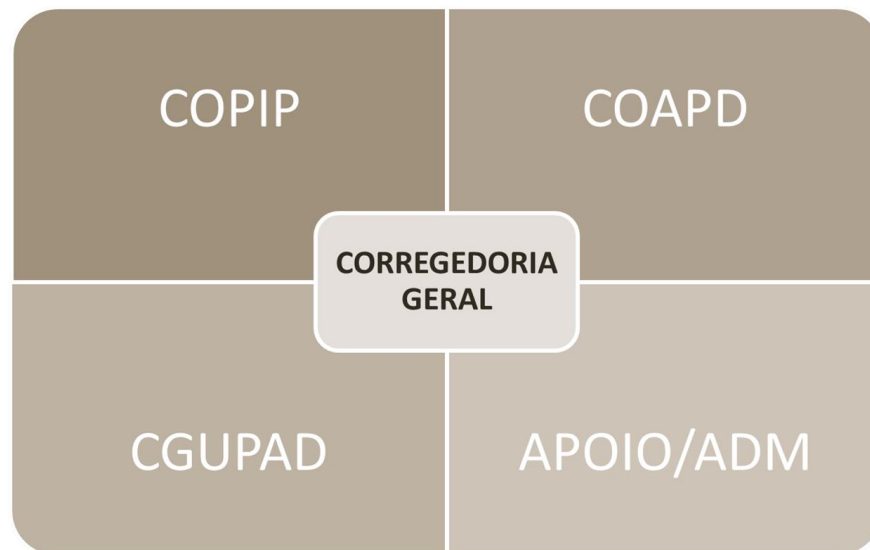 COPIP
COAPD
CORREGEDORIA
GERAL
CGUPAD
APOIO/ADM